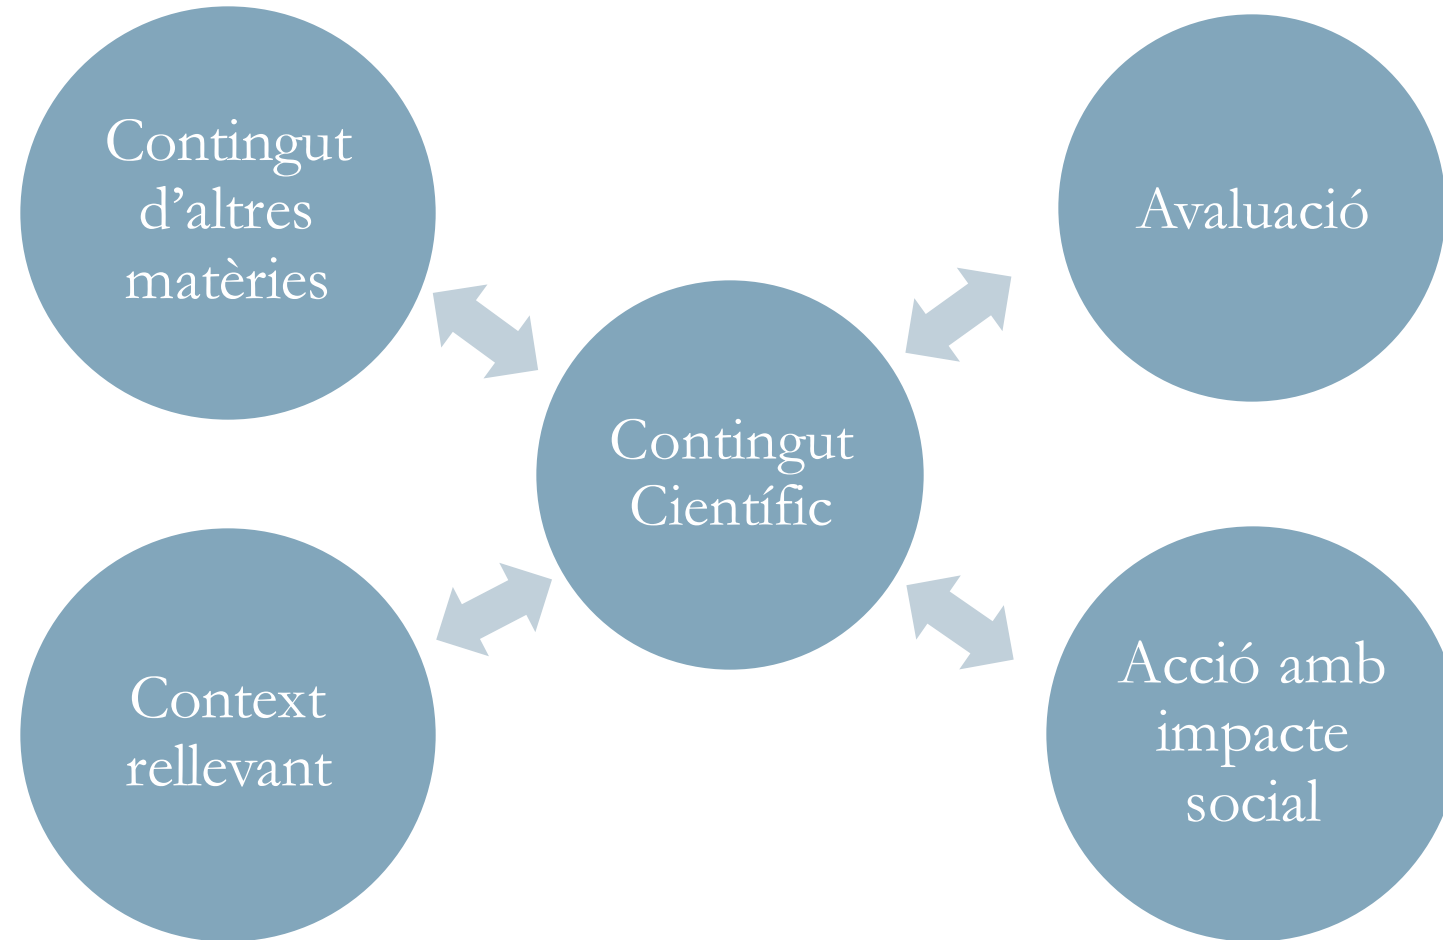 Contingut
d’altres
matèries
Avaluació
Contingut
Científic
Context
rellevant
Acció amb
impacte
social